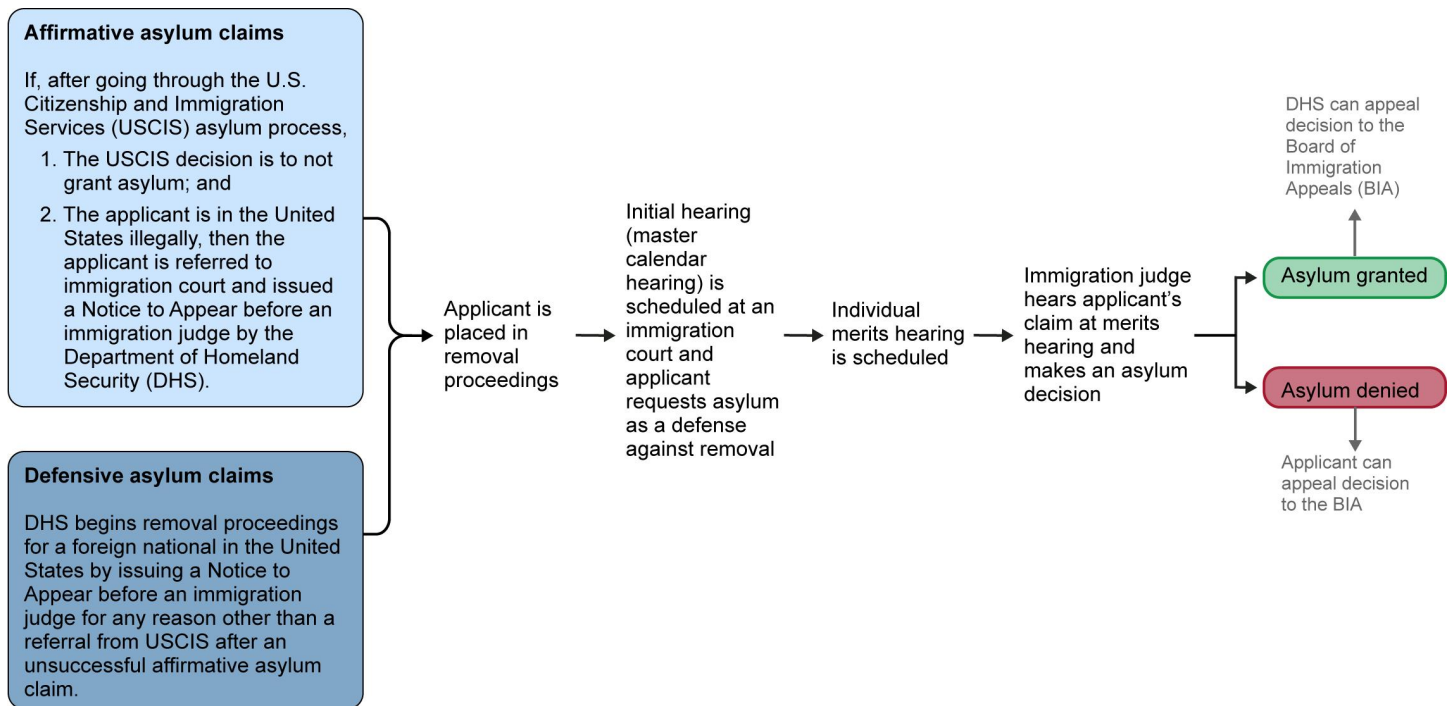 Affirmative asylum claims
If, after going through the U.S.
Citizenship and Immigration
Services (USCIS) asylum process,
1. The USCIS decision is to not
grant asylum; and
2. The applicant is in the United
States illegally, then the
applicant is referred to
immigration court and issued
a Notice to Appear before an
immigration judge by the
Department of Homeland
Security (DHS).
Defensive asylum claims
DHS begins removal proceedings
for a foreign national in the United
States by issuing a Notice to
Appear before an immigration
judge for any reason other than a
referral from USCIS after an
unsuccessful affirmative asylum
claim.
Applicant is
placed in
removal
proceedings
Initial hearing
(master
calendar
hearing) is
scheduled at an
immigration
court and
applicant
requests asylum
as a defense
against removal
Individual
merits hearing
is scheduled
Immigration judge
hears applicant’s
claim at merits
hearing and
makes an asylum
decision
DHS can appeal
decision to the
Board of
Immigration
Appeals (BIA)
Asylum granted
Asylum denied
Applicant can
appeal decision
to the BIA